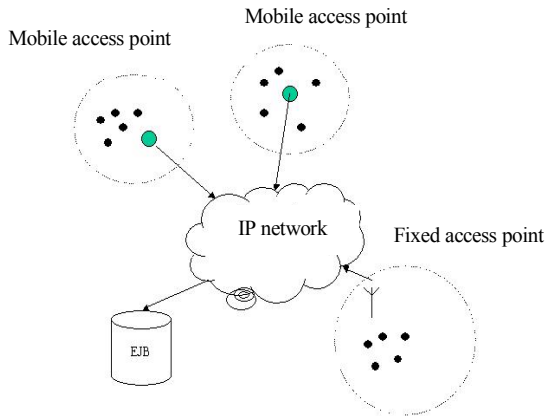 Mobile access point
Mobile access point
IP network
Fixed access point
EJB